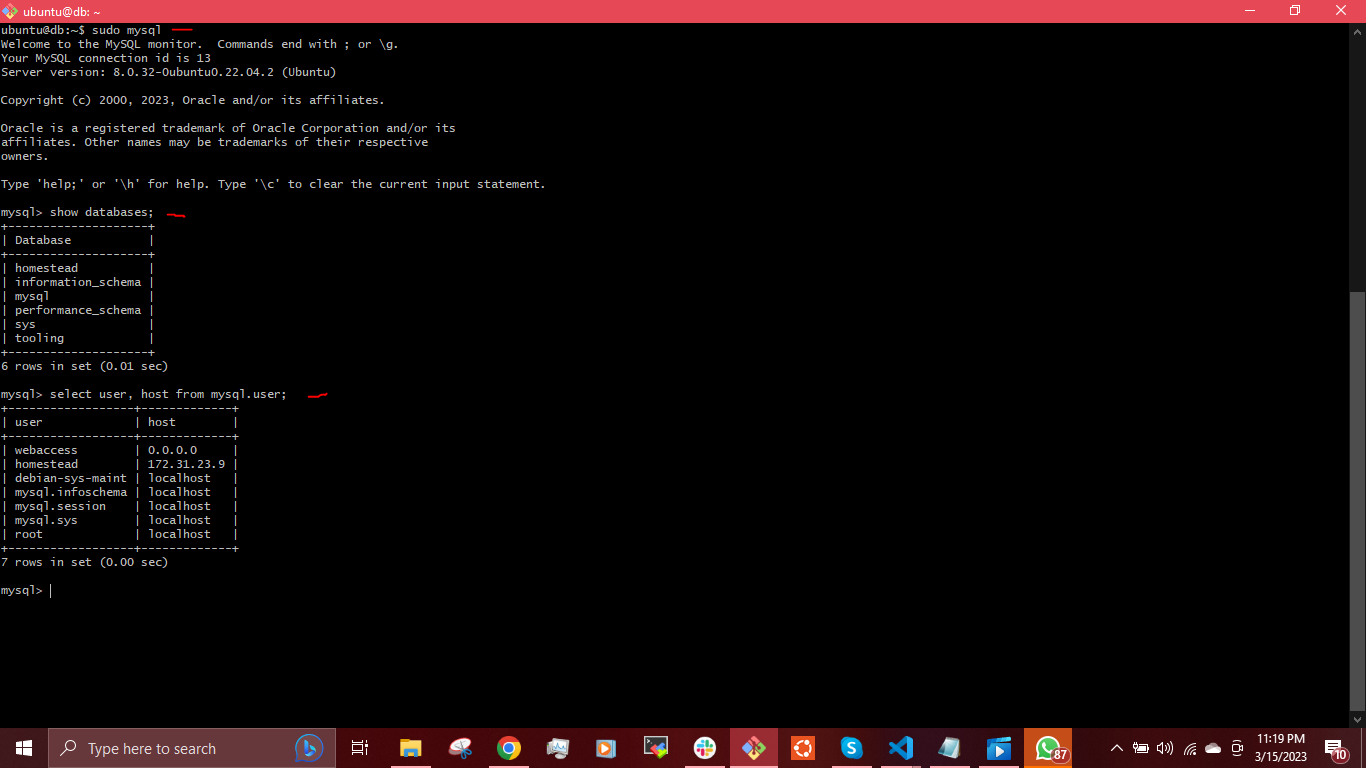 ubuntu@db: ~
ubuntu@db:~$ sudo mysql
Welcome to the MySQL monitor.  Commands end with ; or \g.
Your MySQL connection id is 13
Server version: 8.0.32-0ubuntu0.22.04.2 (Ubuntu)
Copyright (c) 2000, 2023, Oracle and/or its affiliates.
Oracle is a registered trademark of Oracle Corporation and/or its
affiliates. Other names may be trademarks of their respective
owners.
Type 'help;' or '\h' for help. Type '\c' to clear the current input statement.
mysql> show databases;
+--------------------+
| Database           |
+--------------------+
| homestead          |
| information_schema |
| mysql              |
| performance_schema |
| sys                |
| tooling            |
+--------------------+
6 rows in set (0.01 sec)
mysql> select user, host from mysql.user;
+------------------+-------------+
| user             | host        |
+------------------+-------------+
| webaccess        | 0.0.0.0     |
| homestead        | 172.31.23.9 |
| debian-sys-maint | localhost   |
| mysql.infoschema | localhost   |
| mysql.session    | localhost   |
| mysql.sys        | localhost   |
| root             | localhost   |
+------------------+-------------+
7 rows in set (0.00 sec)
mysql>
Type here to search
87
11:19 PM
3/15/2023
10